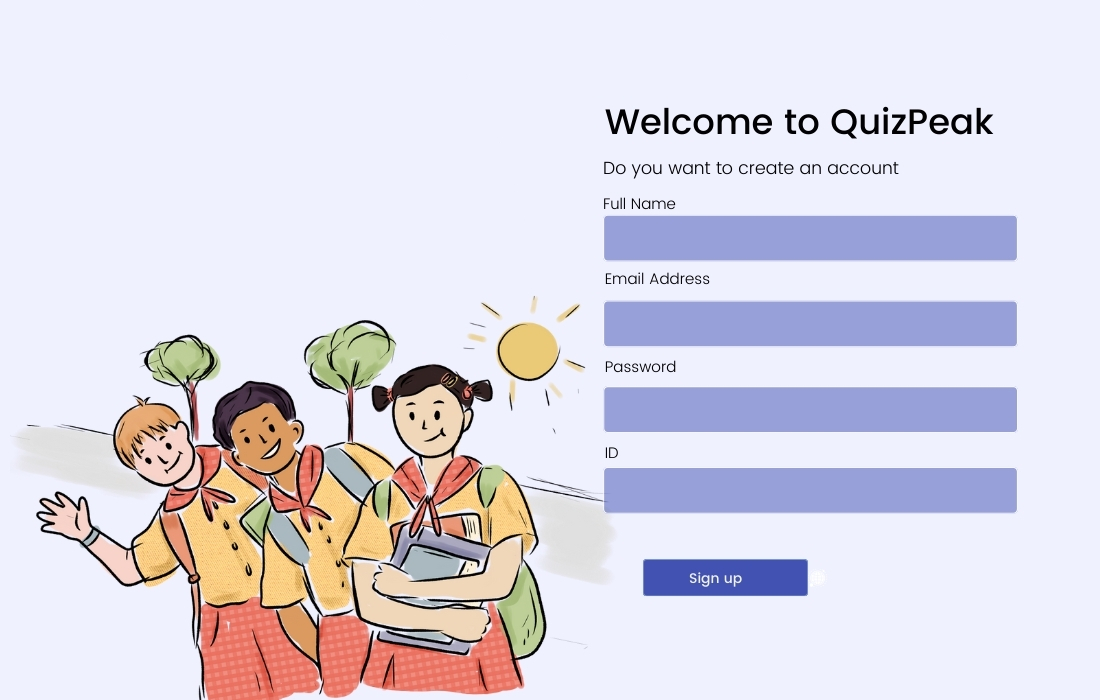 Welcome to QuizPeak
Do you want to create an account
Full Name
Email Address
Password
ID
Sign up